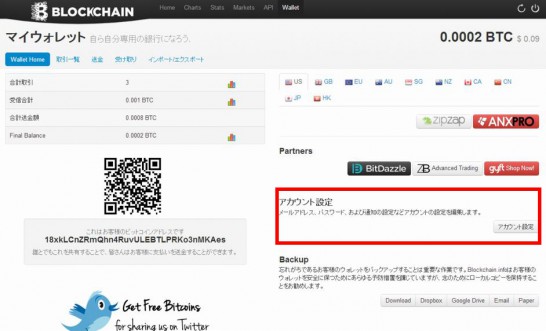 BLOCKCHAIN
Home Charts Stats Markets API Wallet
マイウォレット 自ら自分専用の銀行になろう.
0.0002 BTC $ 0.09
Wallet Home 取引一覧 送金 受け取り インポート/エクスポート
合計取引 3
受信合計 0.001 BTC
合計送金額 0.0008 BTC
Final Balance 0.0002 BTC
これはお客様のビットコインアドレスです
18xkLCnZRmQhn4RuvULEBTLPRKo3nMKAes
誰とでもこれを共有することで、皆さんはお客様に支払いを送金することができます。
Get Free Bitcoins
for sharing us on Twitter
US GB EU AU SG NZ CA CN
JP HK
zipzap ANXPRO
Partners
BitDazzle ZB Advanced Trading gyft Shop Now!
アカウント設定
メールアドレス、パスワード、および通知の設定などアカウントの設定を編集します。
アカウント設定
Backup
忘れがちであるお客様のウォレットをバックアップすることは重要な作業です。Blockchain.infoはお客様のウォレットを安全に保つためにあらゆる予防措置を講じていますが、念のためにローカルコピーを保持することをお勧めします。
Download Dropbox Google Drive Email Paper